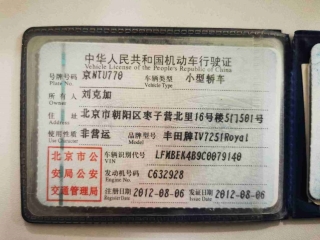 中华人民共和国机动车行驶证
Vehicle License of the People's Republic of China
号牌号码 京NTU770 车辆类型 小型轿车
Plate No. Vehicle Type
所有人 刘克加
Owner
住址 北京市朝阳区枣子营北里16号楼5门501号
Address
使用性质 非营运 品牌型号 丰田牌TV7251Royal
Use Character Model
北京市公安局公安交通管理局
车辆识别代号 LFMBEK4B9C0079140
VIN
发动机号码 C632928
Engine No.
注册日期 2012-08-06 发证日期 2012-08-06
Register Date Issue Date